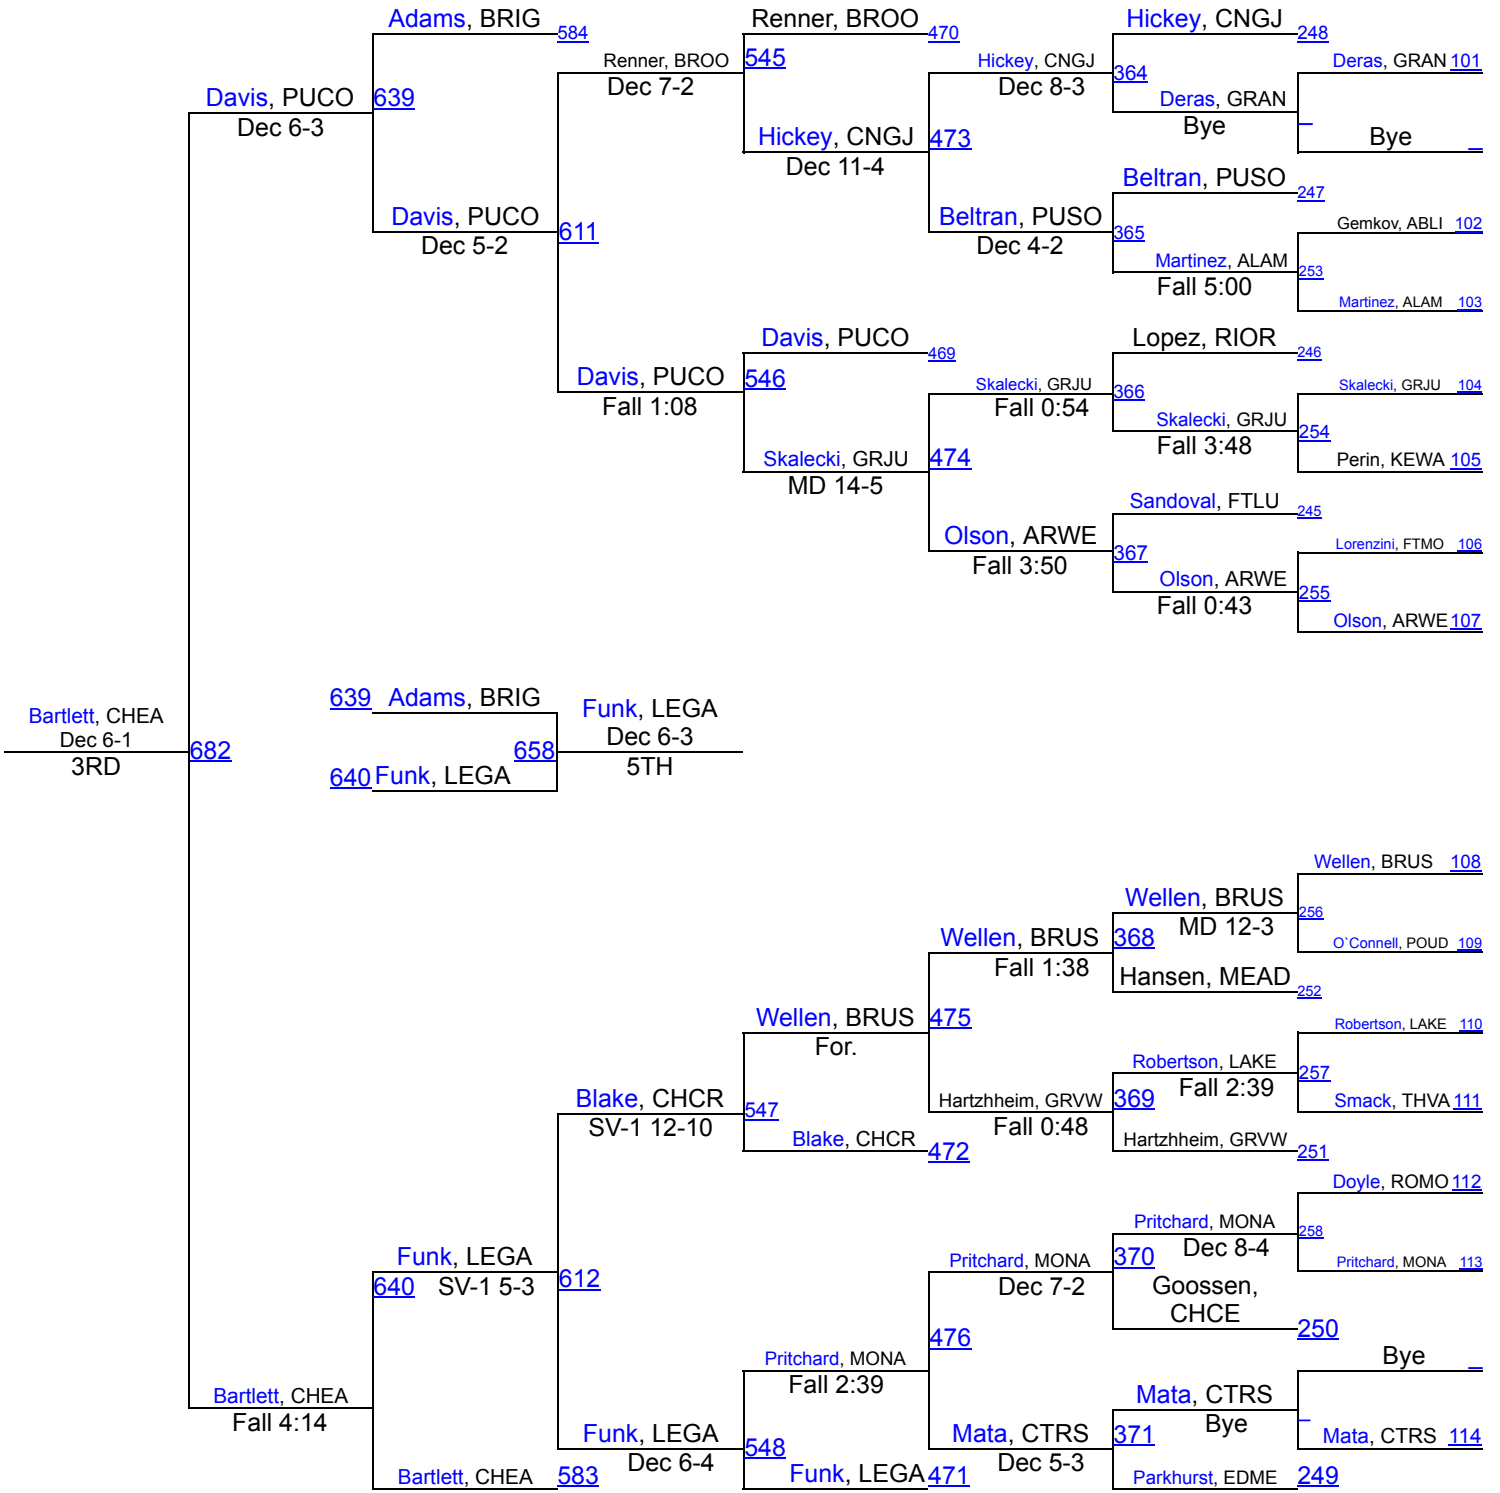 Adams, BRIG 584
Renner, BROO 470
Hickey, CNGJ 248
Renner, BROO 545
Dec 7-2
Hickey, CNGJ 364
Dec 8-3
Deras, GRAN 101
Davis, PUCO 639
Dec 6-3
Deras, GRAN _
Bye
Bye _
Hickey, CNGJ 473
Dec 11-4
Beltran, PUSO 247
Davis, PUCO 611
Dec 5-2
Beltran, PUSO 365
Dec 4-2
Gemkov, ABLI 102
Martinez, ALAM 253
Fall 5:00
Martinez, ALAM 103
Davis, PUCO 469
Lopez, RIOR 246
Davis, PUCO 546
Fall 1:08
Skalecki, GRJU 366
Fall 0:54
Skalecki, GRJU 104
Skalecki, GRJU 254
Fall 3:48
Skalecki, GRJU 474
MD 14-5
Perin, KEWA 105
Sandoval, FTLU 245
Olson, ARWE 367
Fall 3:50
Lorenzini, FTMO 106
Olson, ARWE 255
Fall 0:43
Olson, ARWE 107
639 Adams, BRIG
Funk, LEGA
Bartlett, CHEA
Dec 6-1
682
658
Dec 6-3
3RD
5TH
640 Funk, LEGA
Wellen, BRUS 108
Wellen, BRUS 256
MD 12-3
Wellen, BRUS 368
Fall 1:38
O`Connell, POUD 109
Hansen, MEAD 252
Wellen, BRUS 475
For.
Robertson, LAKE 110
Robertson, LAKE 257
Fall 2:39
Blake, CHCR 547
SV-1 12-10
Hartzhheim, GRVW 369
Fall 0:48
Smack, THVA 111
Blake, CHCR 472
Hartzhheim, GRVW 251
Doyle, ROMO 112
Pritchard, MONA 258
Dec 8-4
Funk, LEGA 612
640 SV-1 5-3
Pritchard, MONA 370
Dec 7-2
Pritchard, MONA 113
Goossen,
CHCE 250
476
Pritchard, MONA
Fall 2:39
Bye _
Bartlett, CHEA
Fall 4:14
Mata, CTRS _
Bye
Funk, LEGA 548
Dec 6-4
Mata, CTRS 371
Dec 5-3
Mata, CTRS 114
Bartlett, CHEA 583
Funk, LEGA 471
Parkhurst, EDME 249